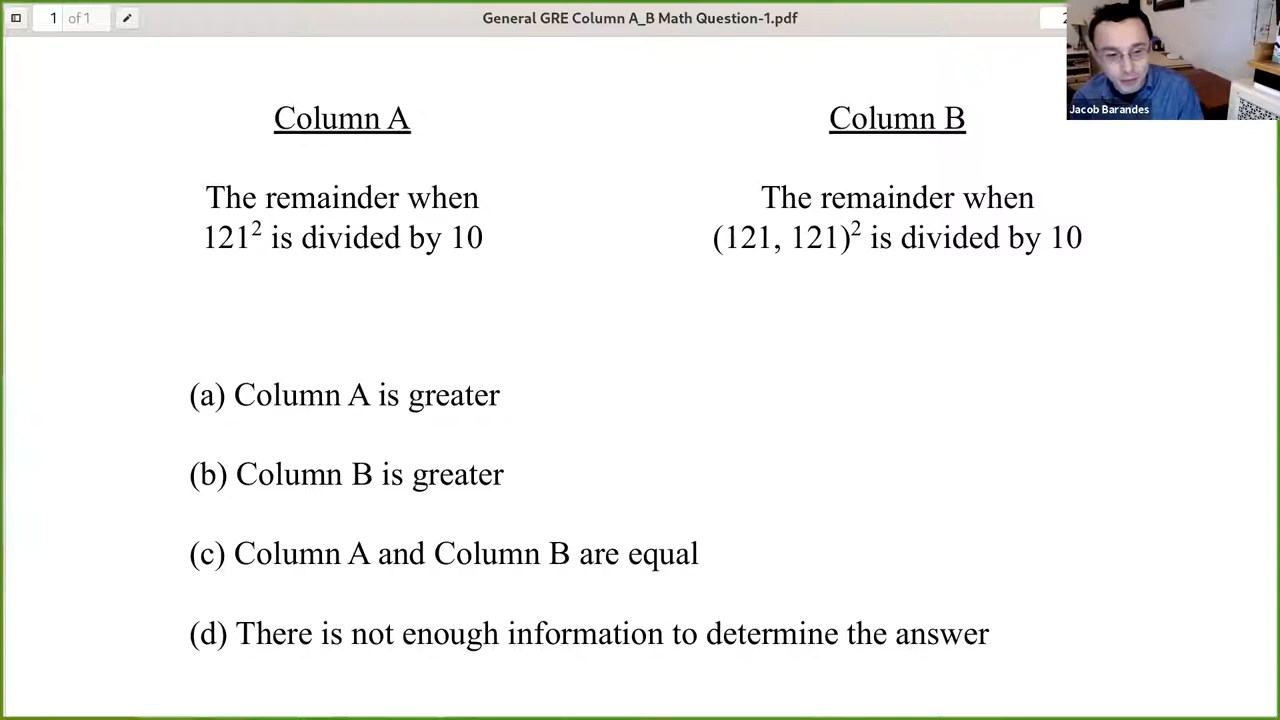 1 of 1
General GRE Column A_B Math Question-1.pdf
Jacob Barandes
Column A
Column B
The remainder when
121² is divided by 10
The remainder when
(121, 121)² is divided by 10
(a) Column A is greater
(b) Column B is greater
(c) Column A and Column B are equal
(d) There is not enough information to determine the answer